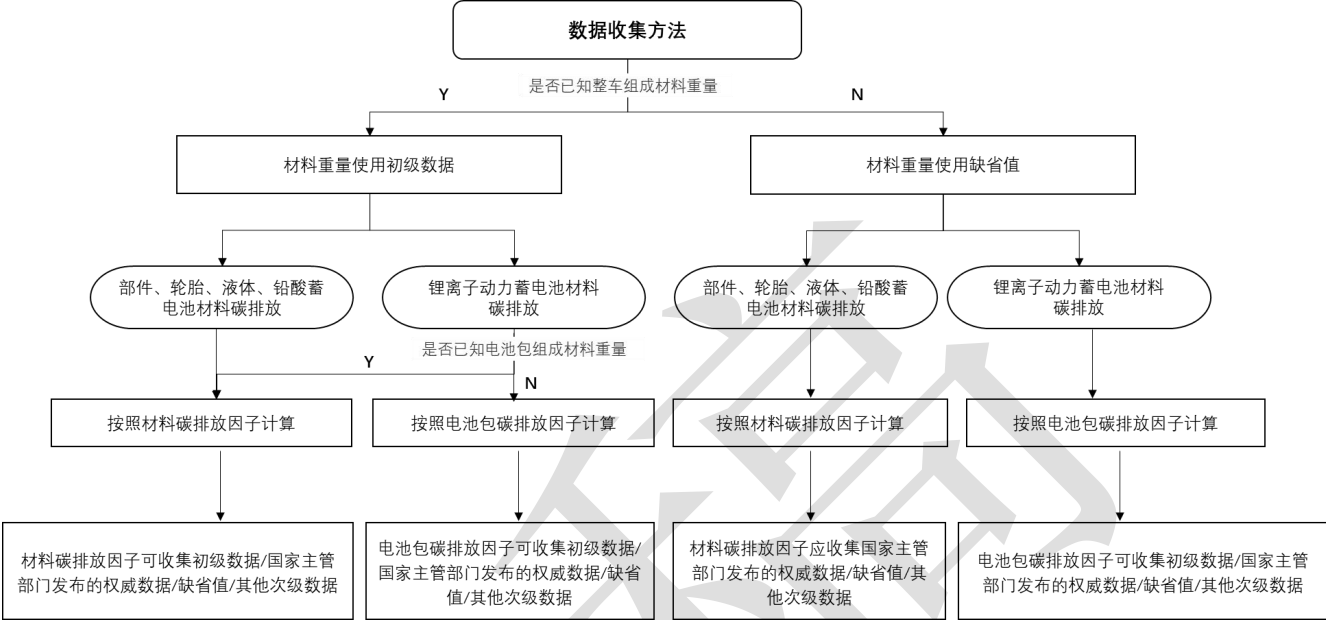 数据收集方法
是否已知整车组成材料重量
Y
N
材料重量使用初级数据
材料重量使用缺省值
部件、轮胎、液体、铅酸蓄
电池材料碳排放
锂离子动力蓄电池材料
碳排放
部件、轮胎、液体、铅酸蓄
电池材料碳排放
锂离子动力蓄电池材料
碳排放
是否已知电池包组成材料重量
Y
N
按照材料碳排放因子计算
按照电池包碳排放因子计算
按照材料碳排放因子计算
按照电池包碳排放因子计算
材料碳排放因子可收集初级数据/国家主管
部门发布的权威数据/缺省值/其他次级数据
电池包碳排放因子可收集初级数据/
国家主管部门发布的权威数据/缺省
值/其他次级数据
材料碳排放因子应收集国家主管
部门发布的权威数据/缺省值/其
他次级数据
电池包碳排放因子可收集初级数据/国家主管
部门发布的权威数据/缺省值/其他次级数据
稿